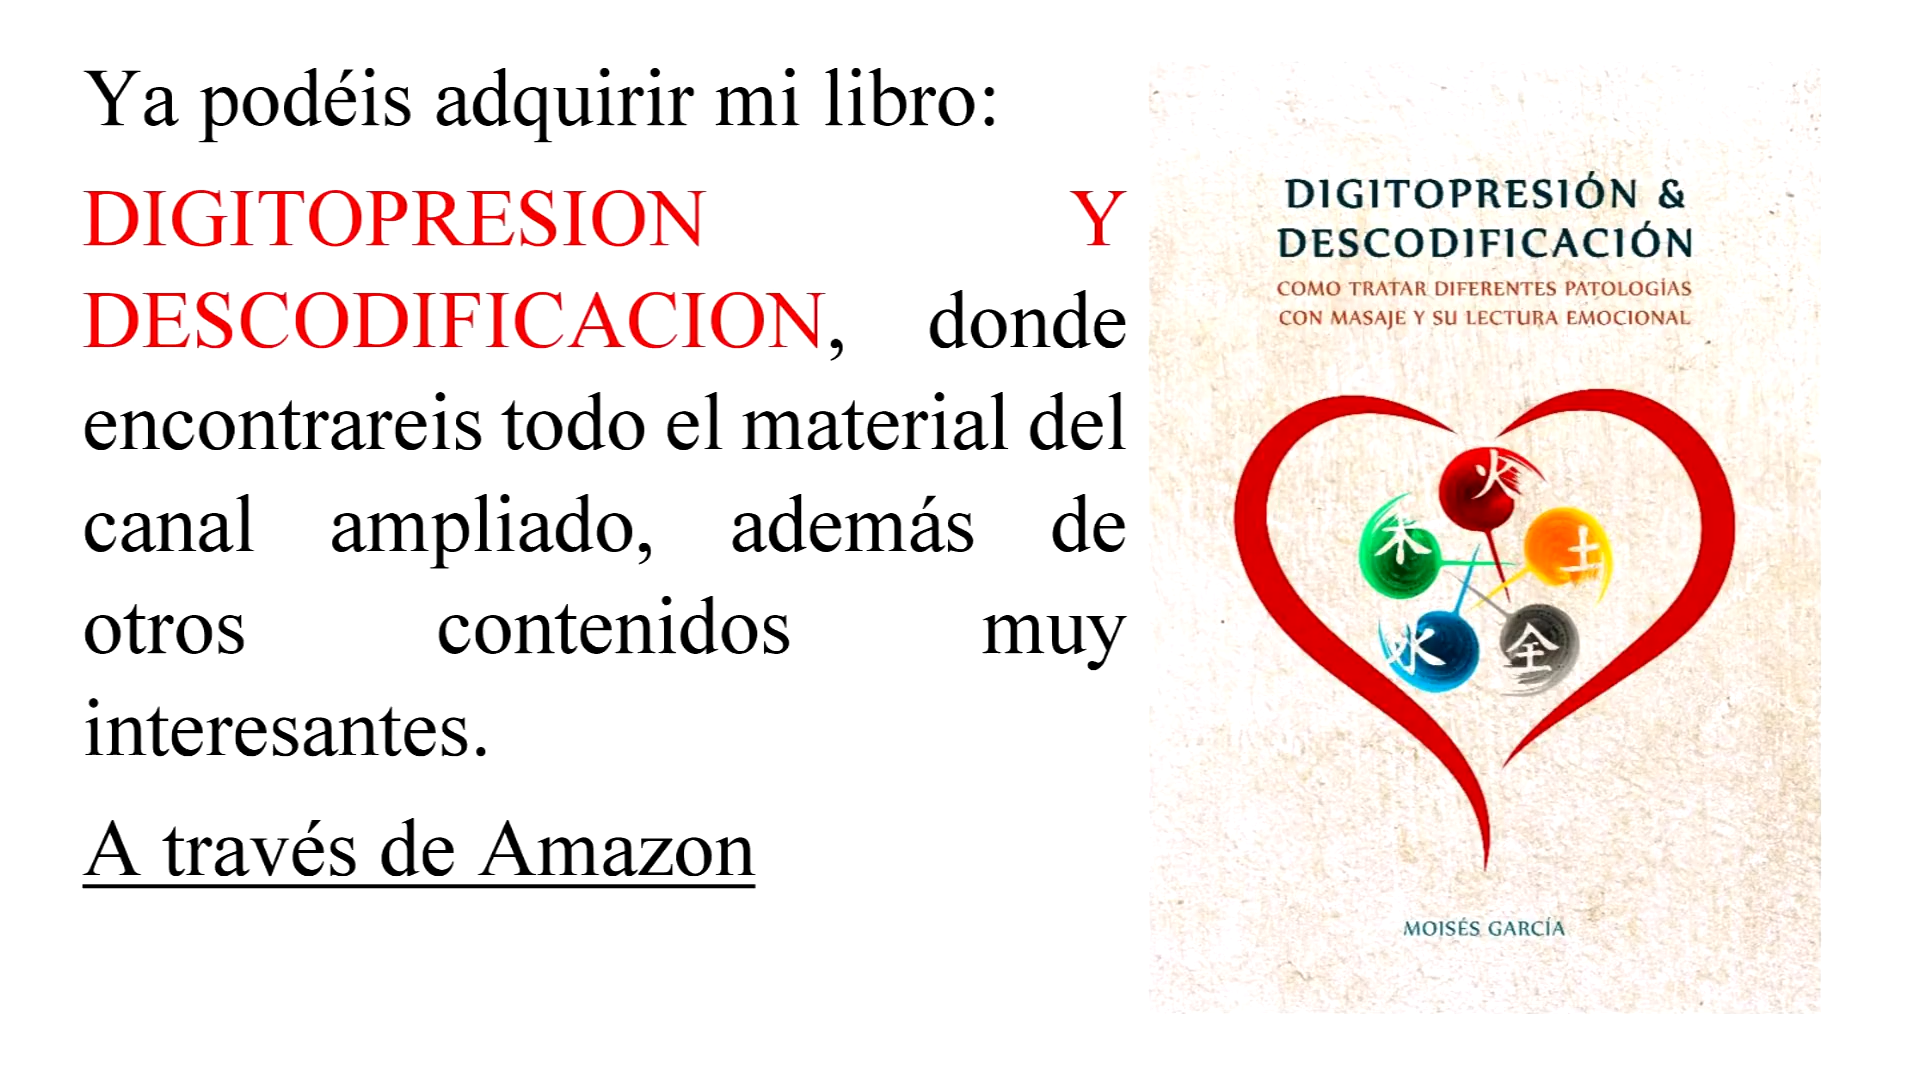 Ya podéis adquirir mi libro:
DIGITOPRESION Y
DESCODIFICACION, donde
encontrareis todo el material del
canal ampliado, además de
otros contenidos muy
interesantes.
A través de Amazon
DIGITOPRESIÓN &
DESCODIFICACIÓN
COMO TRATAR DIFERENTES PATOLOGÍAS
CON MASAJE Y SU LECTURA EMOCIONAL
火
木
土
水
全
MOISÉS GARCÍA